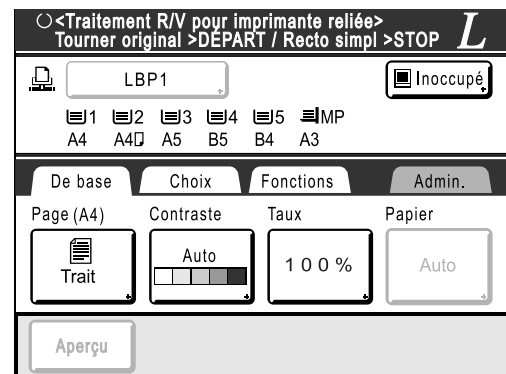 <Traitement R/V pour imprimante reliée>
Tourner original >DÉPART / Recto simpl >STOP
L
LBP1
Inoccupé
1 2 3 4 5 MP
A4 A4 A5 B5 B4 A3
De base Choix Fonctions Admin.
Page (A4) Contraste Taux Papier
Trait Auto 100% Auto
Aperçu